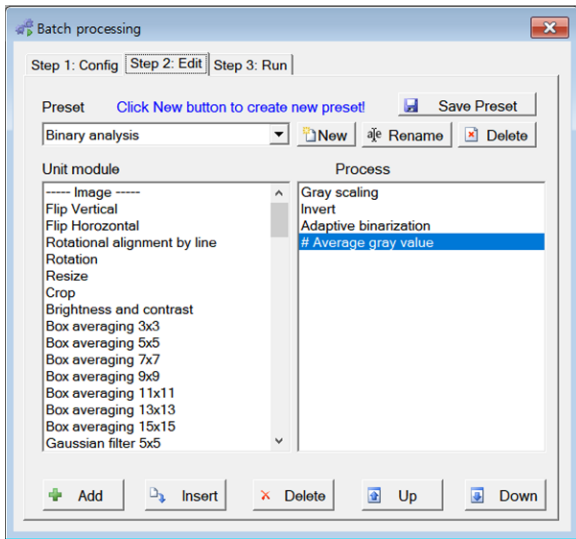 Batch processing
Step 1: Config Step 2: Edit Step 3: Run
Preset Click New button to create new preset! Save Preset
Binary analysis New Rename Delete
Unit module Process
----- Image -----
Flip Vertical
Flip Horozontal
Rotational alignment by line
Rotation
Resize
Crop
Brightness and contrast
Box averaging 3x3
Box averaging 5x5
Box averaging 7x7
Box averaging 9x9
Box averaging 11x11
Box averaging 13x13
Box averaging 15x15
Gaussian filter 5x5
Gray scaling
Invert
Adaptive binarization
# Average gray value
Add Insert Delete Up Down